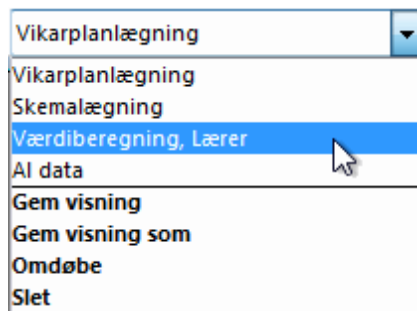 Vikarplanlægning
Vikarplanlægning
Skemalægning
Værdiberegning, Lærer
Al data
Gem visning
Gem visning som
Omdøbe
Slet